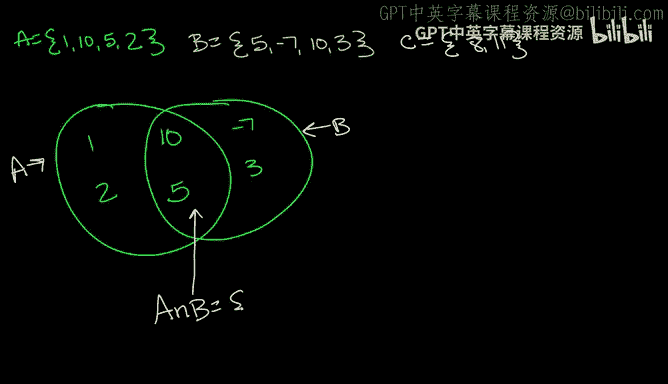 GPT中英字幕课程资源@bilibili
GPT中英字幕课程资源 bilibili
A={1,10,5,2} B={5,-7,10,3} C={
1 10 -7
A→ ←B
2 5 3
A∩B={